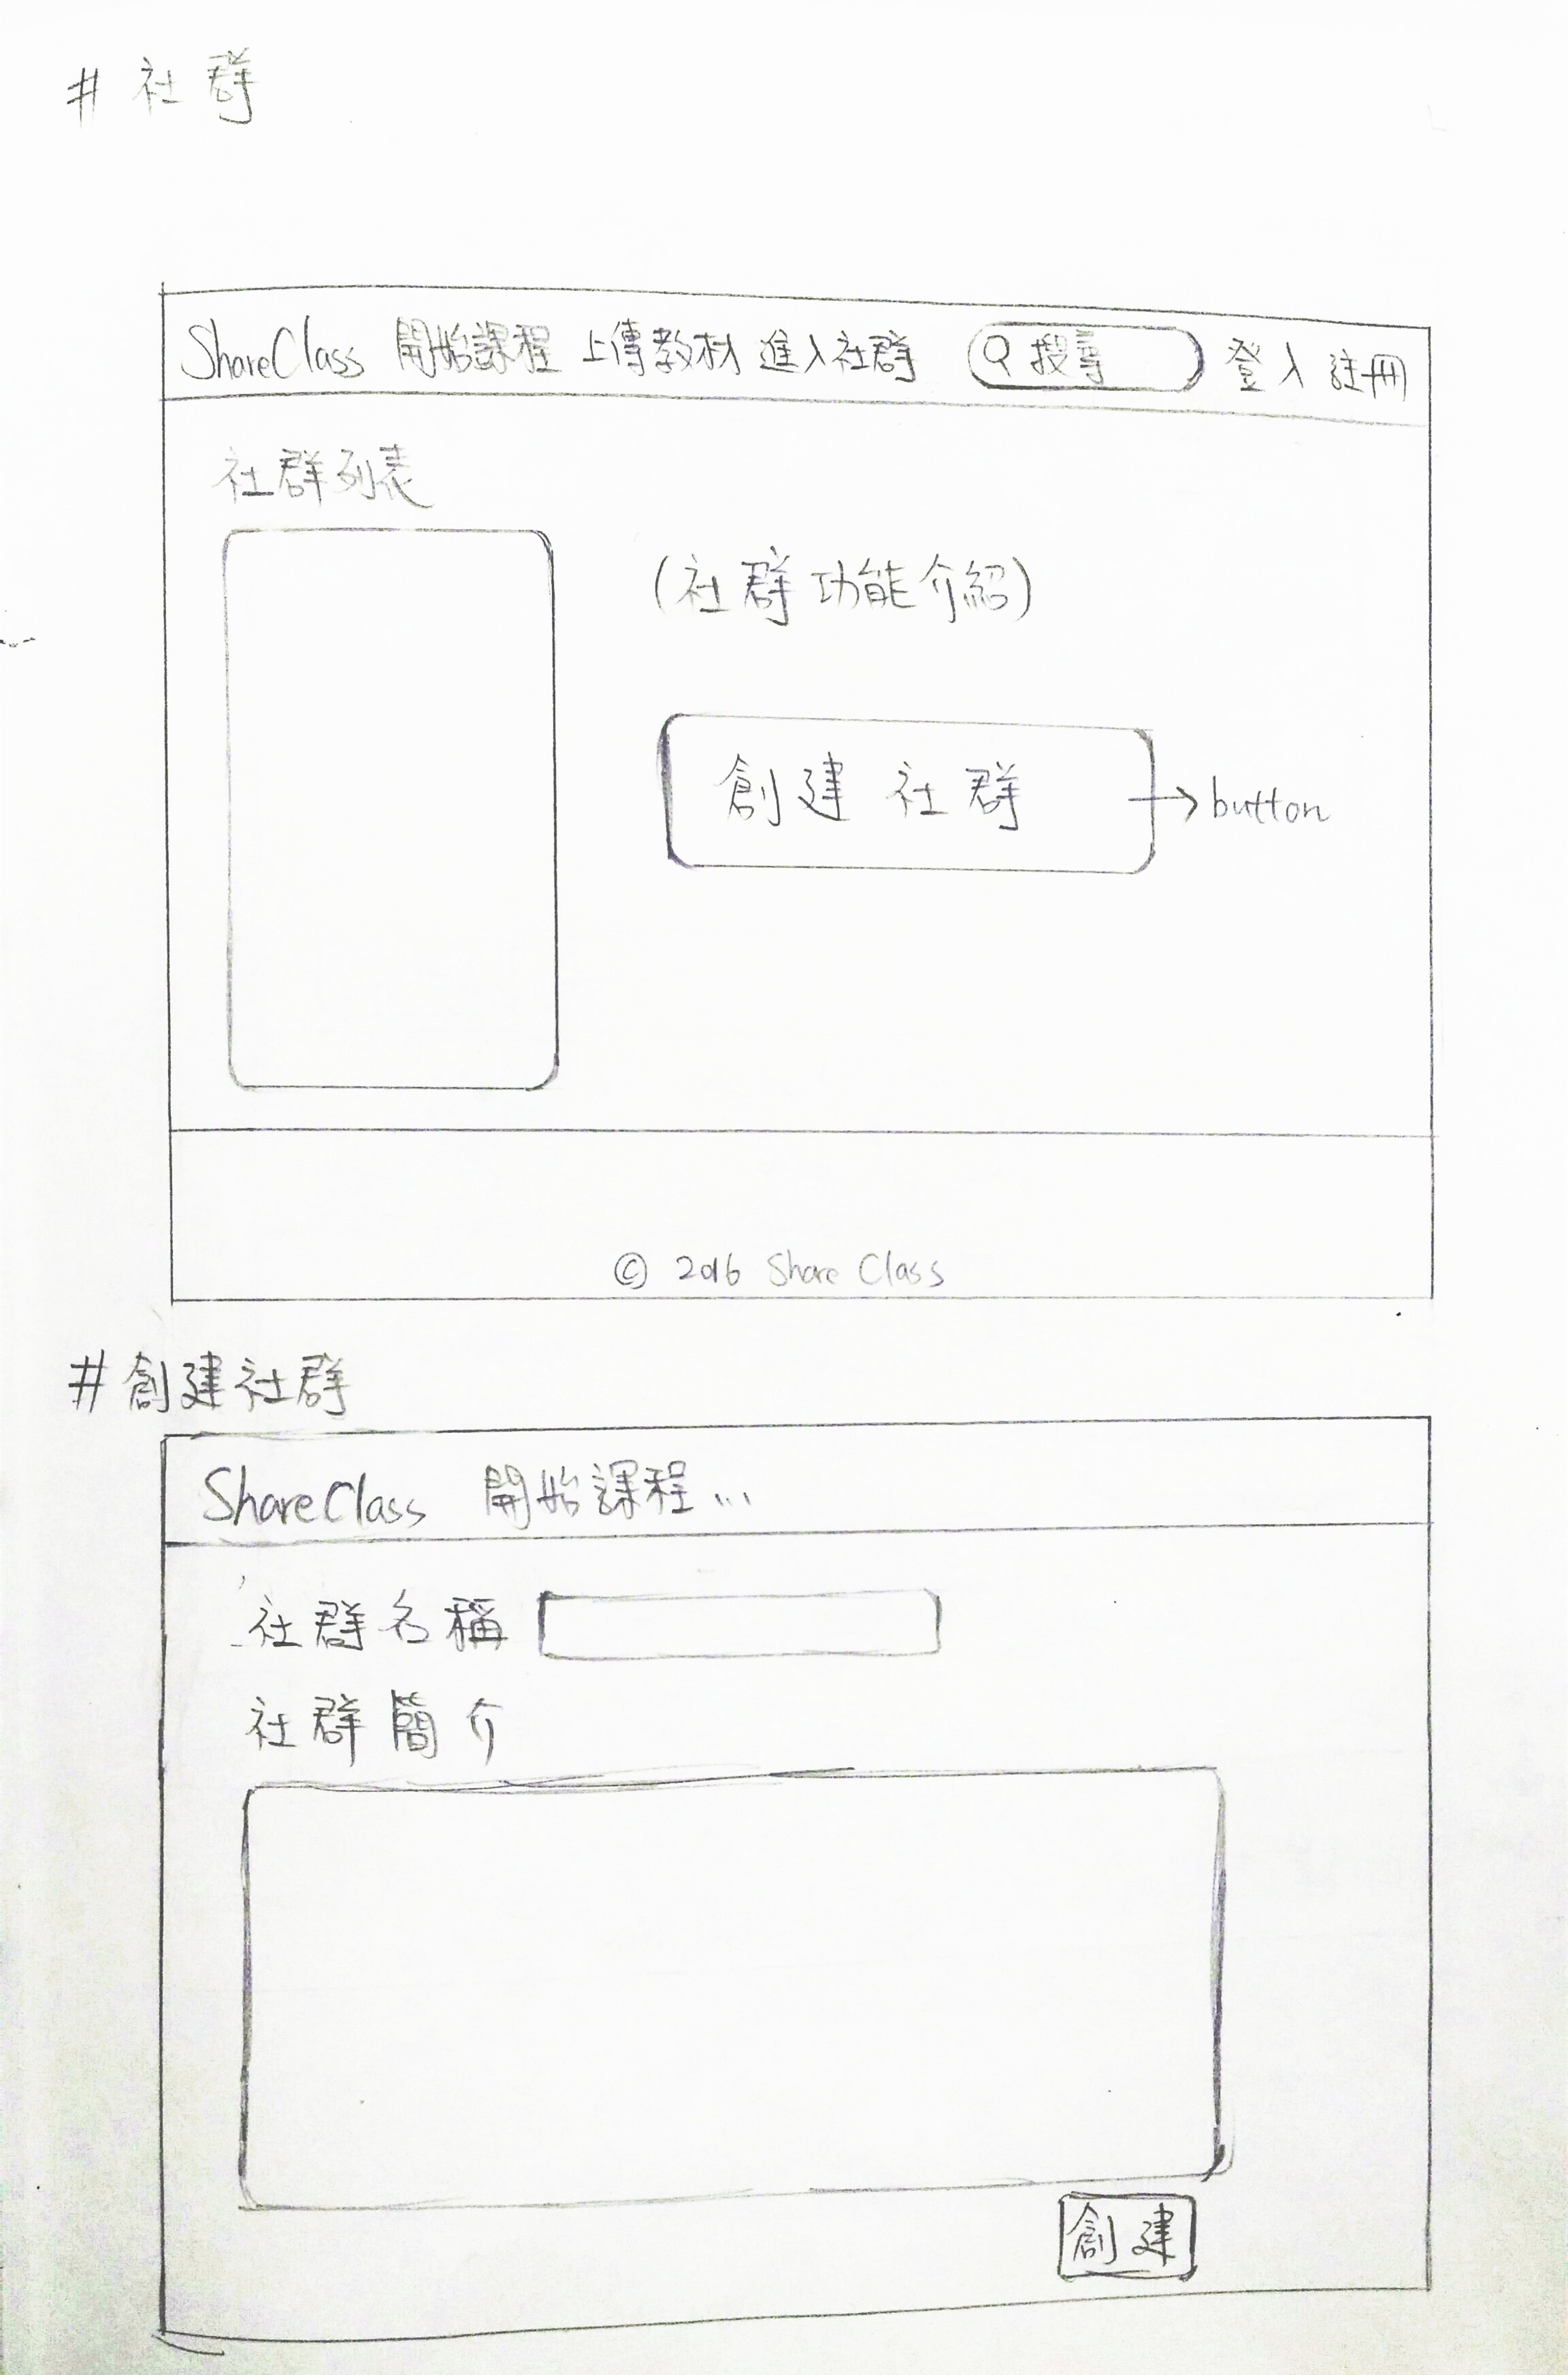 # 社群
ShareClass 開始課程 上傳教材 進入社群 搜尋 登入 註冊
社群列表
(社群功能介紹)
創建社群 → button
© 2016 Share Class
# 創建社群
ShareClass 開始課程...
社群名稱
社群簡介
創建